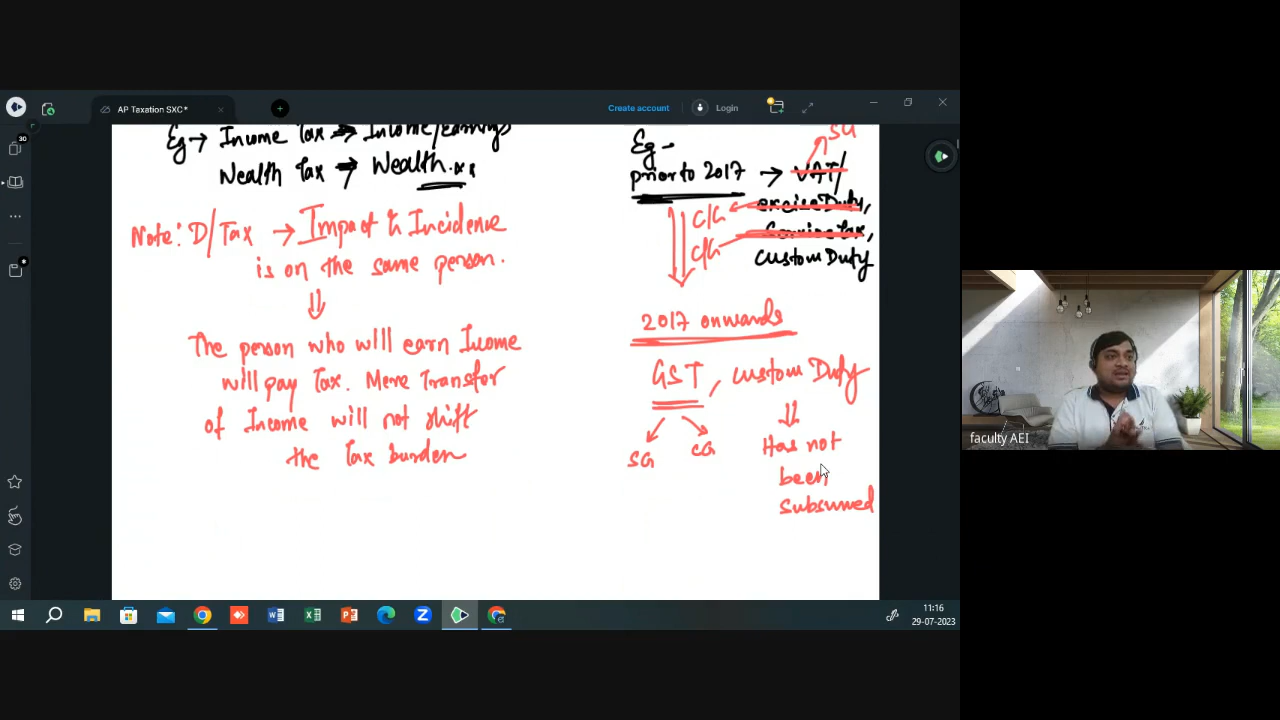 AP Taxation SXC*
Create account
Login
30
Eg → Income Tax → Income/earnings
Wealth Tax → Wealth.xx
Note: D/Tax → Impact & Incidence
is on the same person.
⇓
The person who will earn Income
will pay Tax. Mere Transfer
of Income will not shift
the Tax burden
Eg -
SG
prior to 2017 → VAT/
C/G excise Duty,
C/G Service Tax,
custom Duty
2017 onwards
GST, custom Duty
SG CG
⇓
Has not
been
subsumed
faculty AEI
11:16
29-07-2023